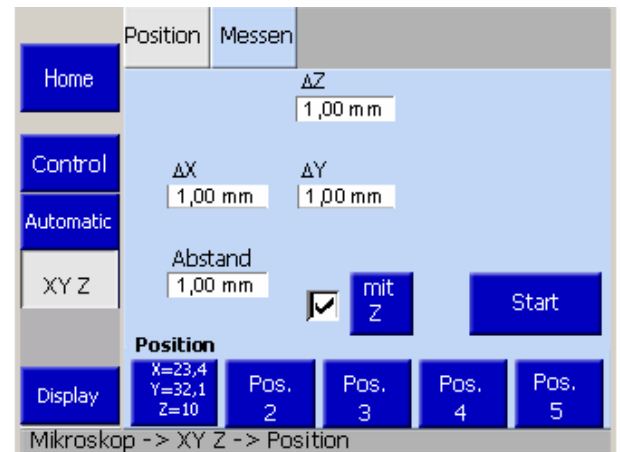 Position Messen
Home
ΔZ
1,00 mm
Control
ΔX ΔY
1,00 mm 1,00 mm
Automatic
Abstand
XY Z
1,00 mm
mit
Z
Start
Position
Display
X=23,4
Y=32,1
Z=10
Pos.
2
Pos.
3
Pos.
4
Pos.
5
Mikroskop -> XY Z -> Position